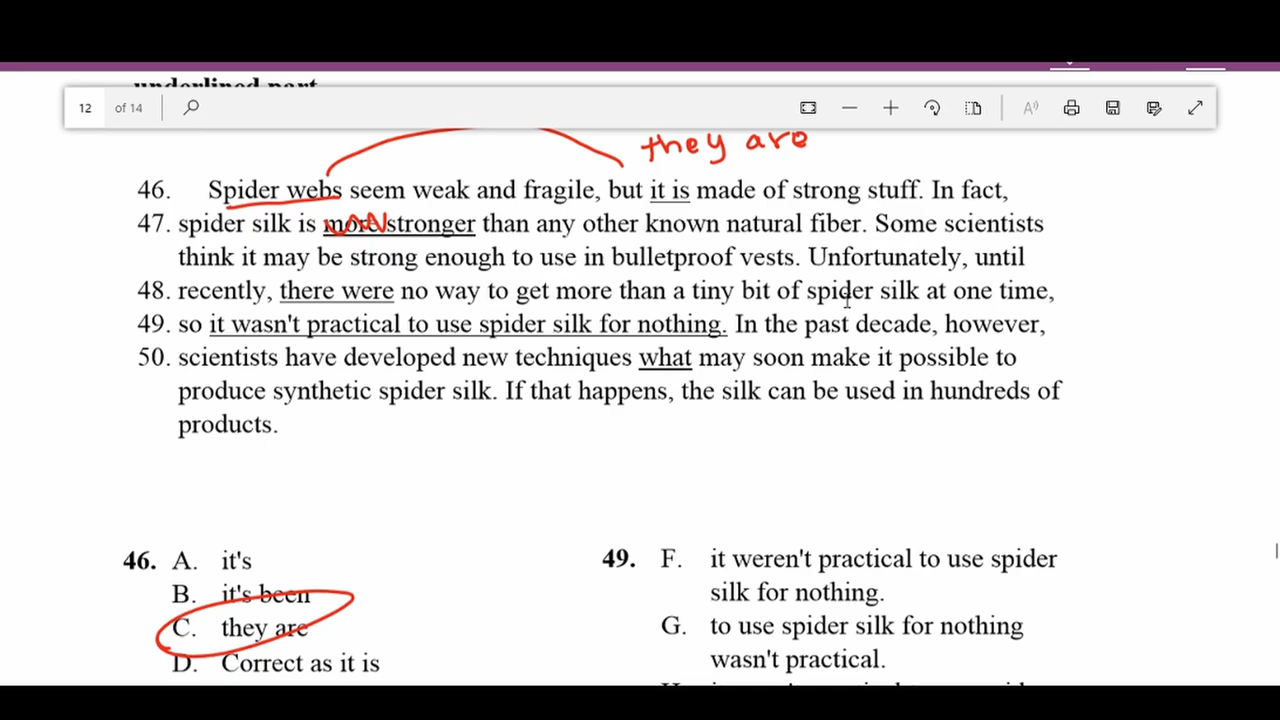 underlined part
12 of 14
they are
46. Spider webs seem weak and fragile, but it is made of strong stuff. In fact,
47. spider silk is more stronger than any other known natural fiber. Some scientists
think it may be strong enough to use in bulletproof vests. Unfortunately, until
48. recently, there were no way to get more than a tiny bit of spider silk at one time,
49. so it wasn't practical to use spider silk for nothing. In the past decade, however,
50. scientists have developed new techniques what may soon make it possible to
produce synthetic spider silk. If that happens, the silk can be used in hundreds of
products.
46. A. it's
B. it's been
C. they are
D. Correct as it is
49. F. it weren't practical to use spider
silk for nothing.
G. to use spider silk for nothing
wasn't practical.